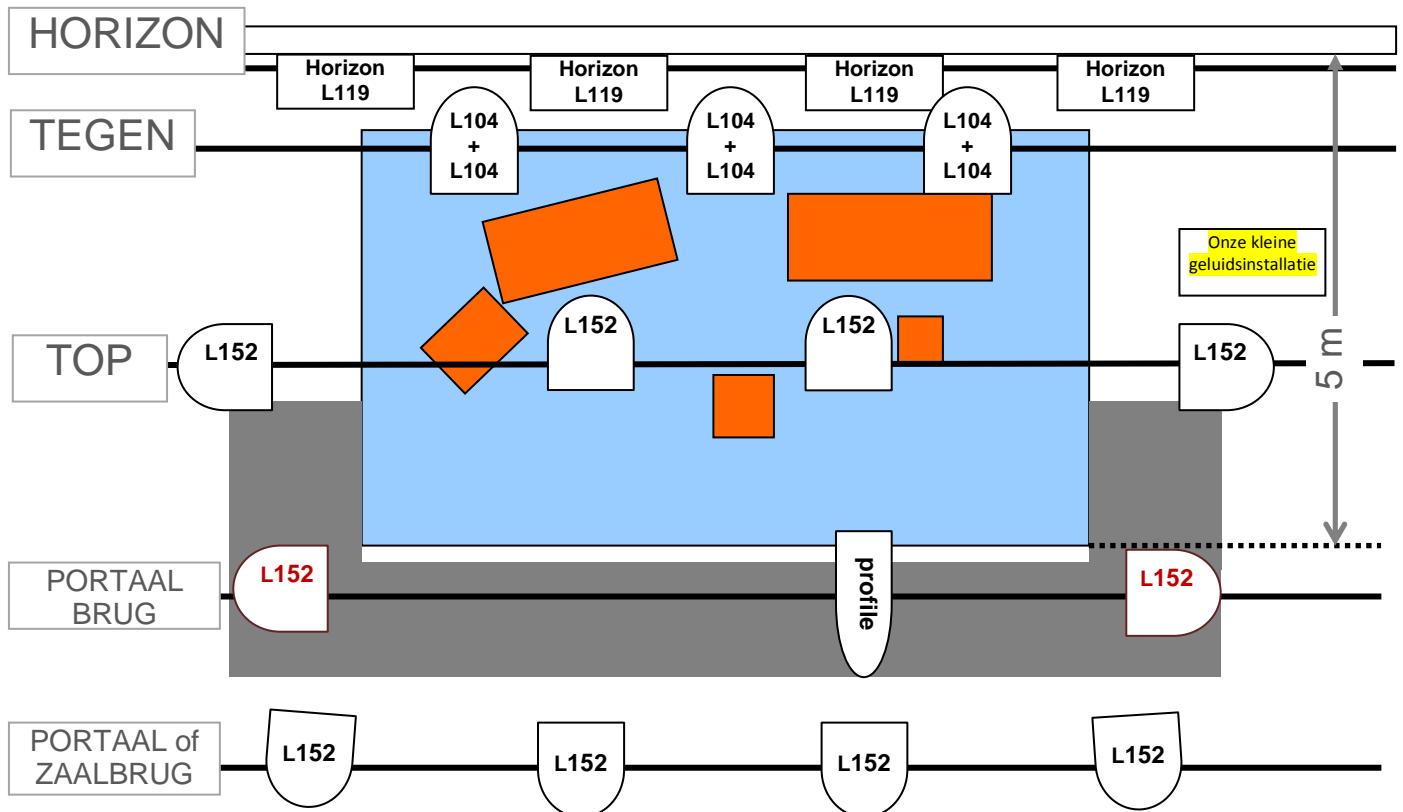 HORIZON
Horizon
L119
Horizon
L119
Horizon
L119
Horizon
L119
TEGEN
L104
+
L104
L104
+
L104
L104
+
L104
Onze kleine
geluidsinstallatie
TOP
L152
L152
L152
L152
5 m
PORTAAL
BRUG
L152
profile
L152
PORTAAL of
ZAALBRUG
L152
L152
L152
L152